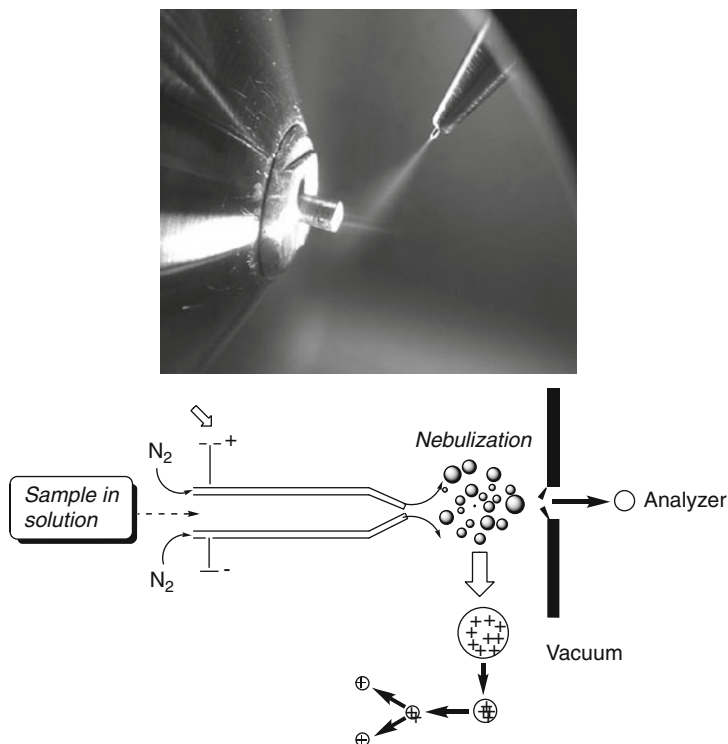 +
N2
Nebulization
Sample in
solution
Analyzer
N2
-
Vacuum